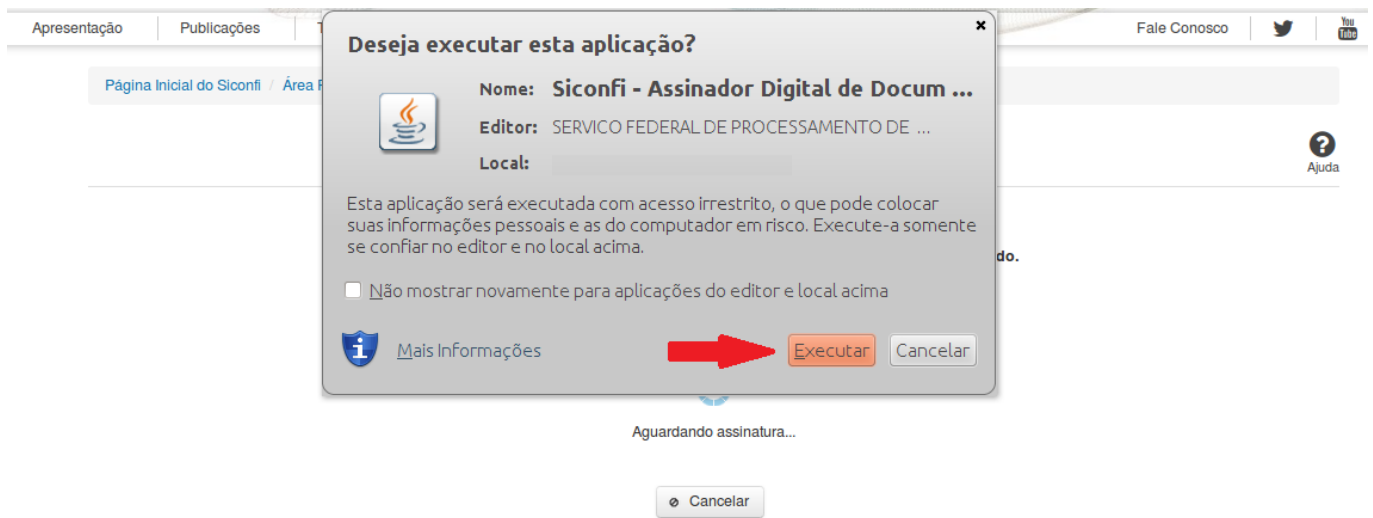 Apresentação Publicações Fale Conosco You Tube
Deseja executar esta aplicação?
Página Inicial do Siconfi / Área
Nome: Siconfi - Assinador Digital de Docum ...
Editor: SERVICO FEDERAL DE PROCESSAMENTO DE ...
Local:
Ajuda
Esta aplicação será executada com acesso irrestrito, o que pode colocar
suas informações pessoais e as do computador em risco. Execute-a somente
se confiar no editor e no local acima.
do.
Não mostrar novamente para aplicações do editor e local acima
Mais Informações Executar Cancelar
Aguardando assinatura...
Cancelar